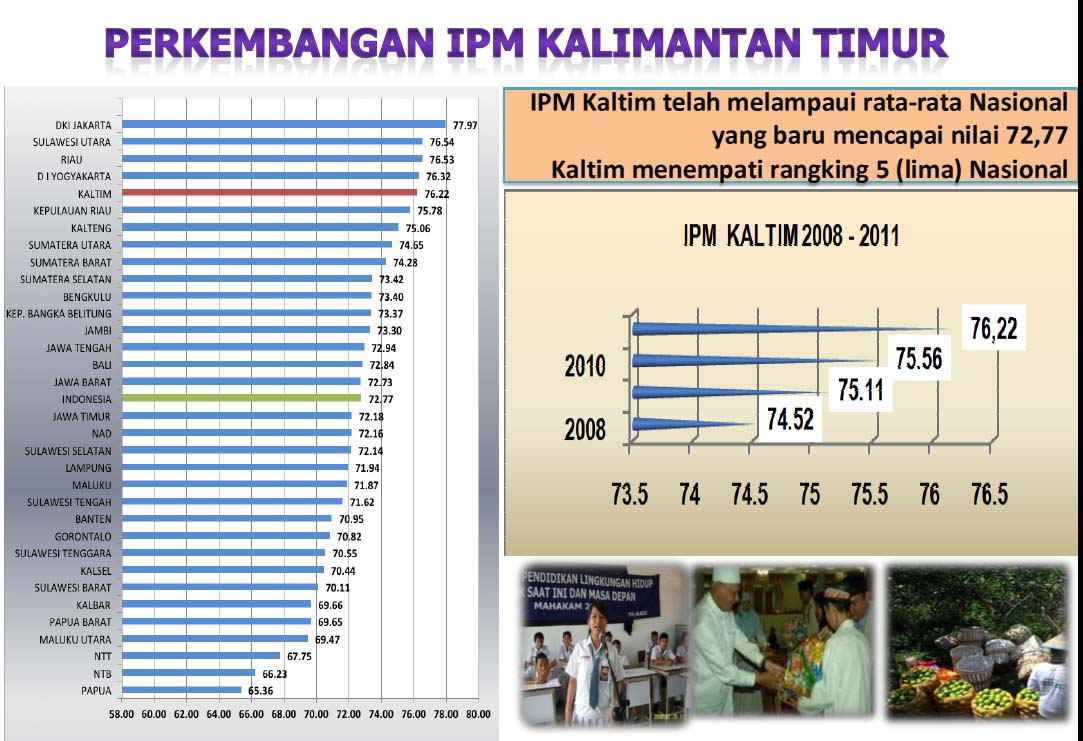 PERKEMBANGAN IPM KALIMANTAN TIMUR
DKI JAKARTA 77.97
SULAWESI UTARA 76.54
RIAU 76.53
D I YOGYAKARTA 76.32
KALTIM 76.22
KEPULAUAN RIAU 75.78
KALTENG 75.06
SUMATERA UTARA 74.65
SUMATERA BARAT 74.28
SUMATERA SELATAN 73.42
BENGKULU 73.40
KEP. BANGKA BELITUNG 73.37
JAMBI 73.30
JAWA TENGAH 72.94
BALI 72.84
JAWA BARAT 72.73
INDONESIA 72.77
JAWA TIMUR 72.18
NAD 72.16
SULAWESI SELATAN 72.14
LAMPUNG 71.94
MALUKU 71.87
SULAWESI TENGAH 71.62
BANTEN 70.95
GORONTALO 70.82
SULAWESI TENGGARA 70.55
KALSEL 70.44
SULAWESI BARAT 70.11
KALBAR 69.66
PAPUA BARAT 69.65
MALUKU UTARA 69.47
NTT 67.75
NTB 66.23
PAPUA 65.36
58.00 60.00 62.00 64.00 66.00 68.00 70.00 72.00 74.00 76.00 78.00 80.00
IPM Kaltim telah melampaui rata-rata Nasional
yang baru mencapai nilai 72,77
Kaltim menempati rangking 5 (lima) Nasional
IPM KALTIM 2008 - 2011
76,22
2010 75.56
75.11
2008 74.52
73.5 74 74.5 75 75.5 76 76.5
PENDIDIKAN LINGKUNGAN HIDUP
SAAT INI DAN MASA DEPAN
MAHAKAM